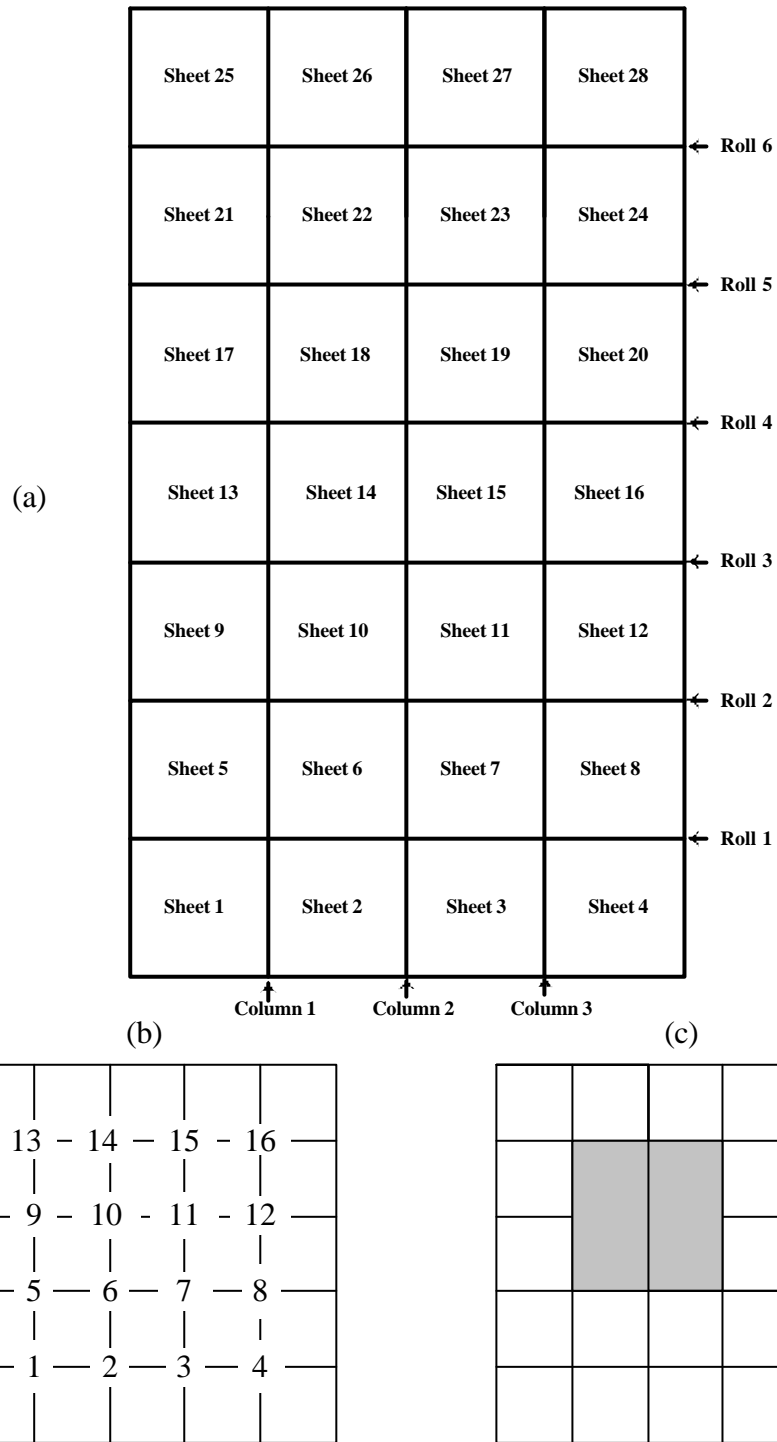 Sheet 25 Sheet 26 Sheet 27 Sheet 28
Roll 6
Sheet 21 Sheet 22 Sheet 23 Sheet 24
Roll 5
Sheet 17 Sheet 18 Sheet 19 Sheet 20
Roll 4
(a) Sheet 13 Sheet 14 Sheet 15 Sheet 16
Roll 3
Sheet 9 Sheet 10 Sheet 11 Sheet 12
Roll 2
Sheet 5 Sheet 6 Sheet 7 Sheet 8
Roll 1
Sheet 1 Sheet 2 Sheet 3 Sheet 4
Column 1 Column 2 Column 3
(b) (c)
13 14 15 16
9 10 11 12
5 6 7 8
1 2 3 4